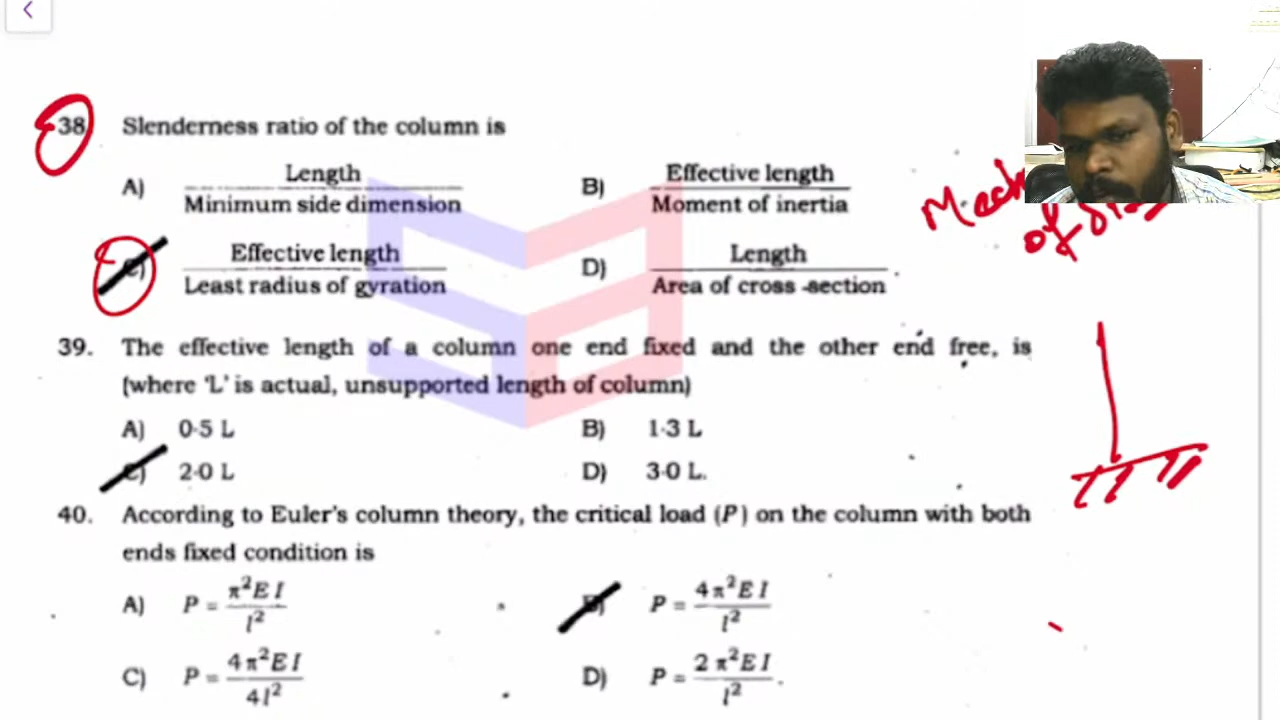 38 Slenderness ratio of the column is
A) Length / Minimum side dimension
B) Effective length / Moment of inertia
C) Effective length / Least radius of gyration
D) Length / Area of cross-section.
39. The effective length of a column one end fixed and the other end free, is
(where 'L' is actual, unsupported length of column)
A) 0·5 L
B) 1·3 L
C) 2·0 L
D) 3·0 L.
40. According to Euler's column theory, the critical load (P) on the column with both
ends fixed condition is
A) P = π²EI / l²
B) P = 4π²EI / l²
C) P = 4π²EI / 4l²
D) P = 2π²EI / l².
of